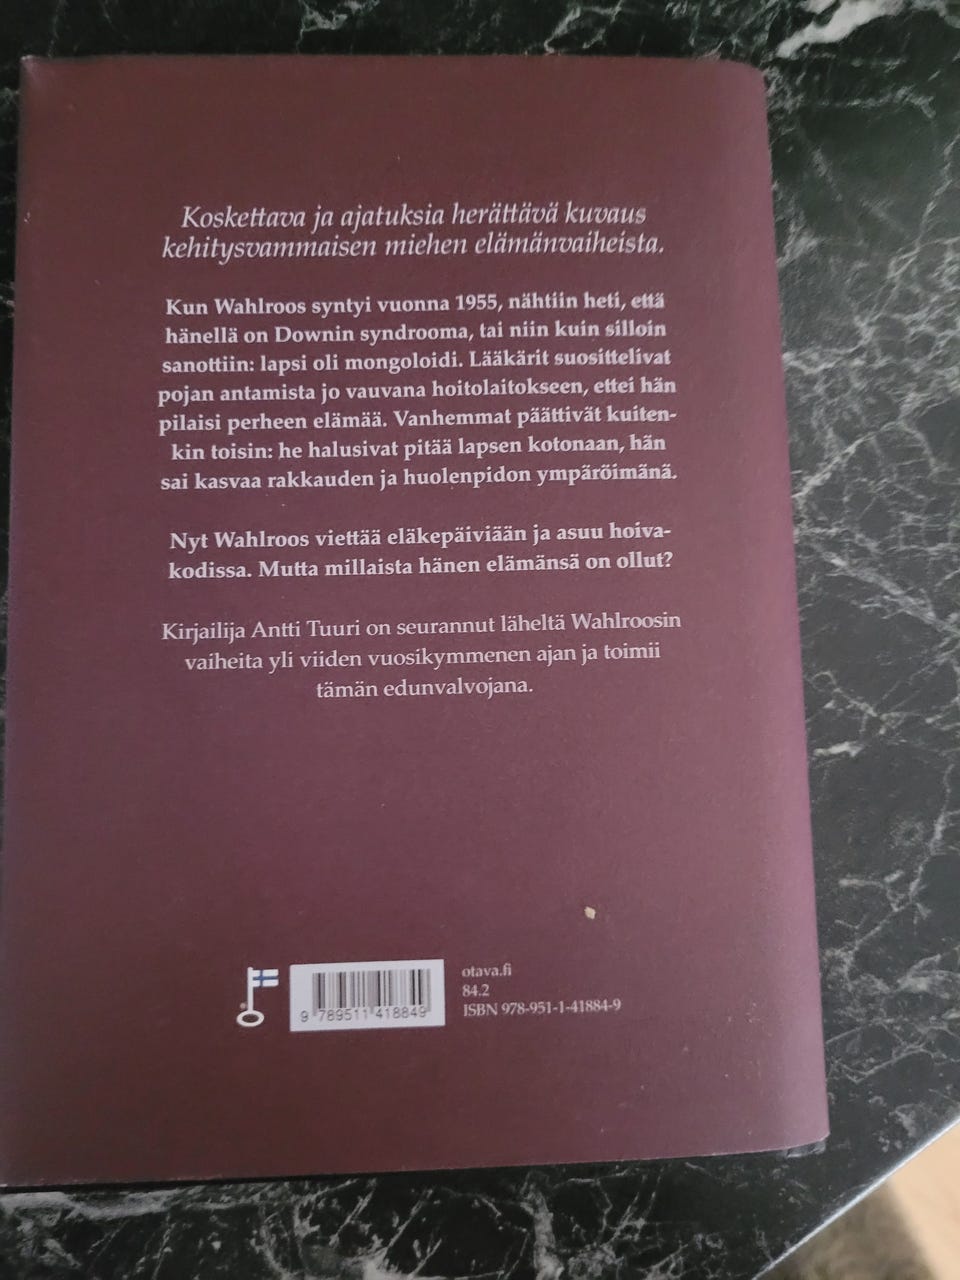 Koskettava ja ajatuksia herättävä kuvaus
kehitysvammaisen miehen elämänvaiheista.
Kun Wahlroos syntyi vuonna 1955, nähtiin heti, että
hänellä on Downin syndrooma, tai niin kuin silloin
sanottiin: lapsi oli mongoloidi. Lääkärit suosittelivat
pojan antamista jo vauvana hoitolaitokseen, ettei hän
pilaisi perheen elämää. Vanhemmat päättivät kuiten-
kin toisin: he halusivat pitää lapsen kotonaan, hän
sai kasvaa rakkauden ja huolenpidon ympäröimänä.
Nyt Wahlroos viettää eläkepäiviään ja asuu hoiva-
kodissa. Mutta millaista hänen elämänsä on ollut?
Kirjailija Antti Tuuri on seurannut läheltä Wahlroosin
vaiheita yli viiden vuosikymmenen ajan ja toimii
tämän edunvalvojana.
otava.fi
84.2
ISBN 978-951-1-41884-9
9 789511 418849